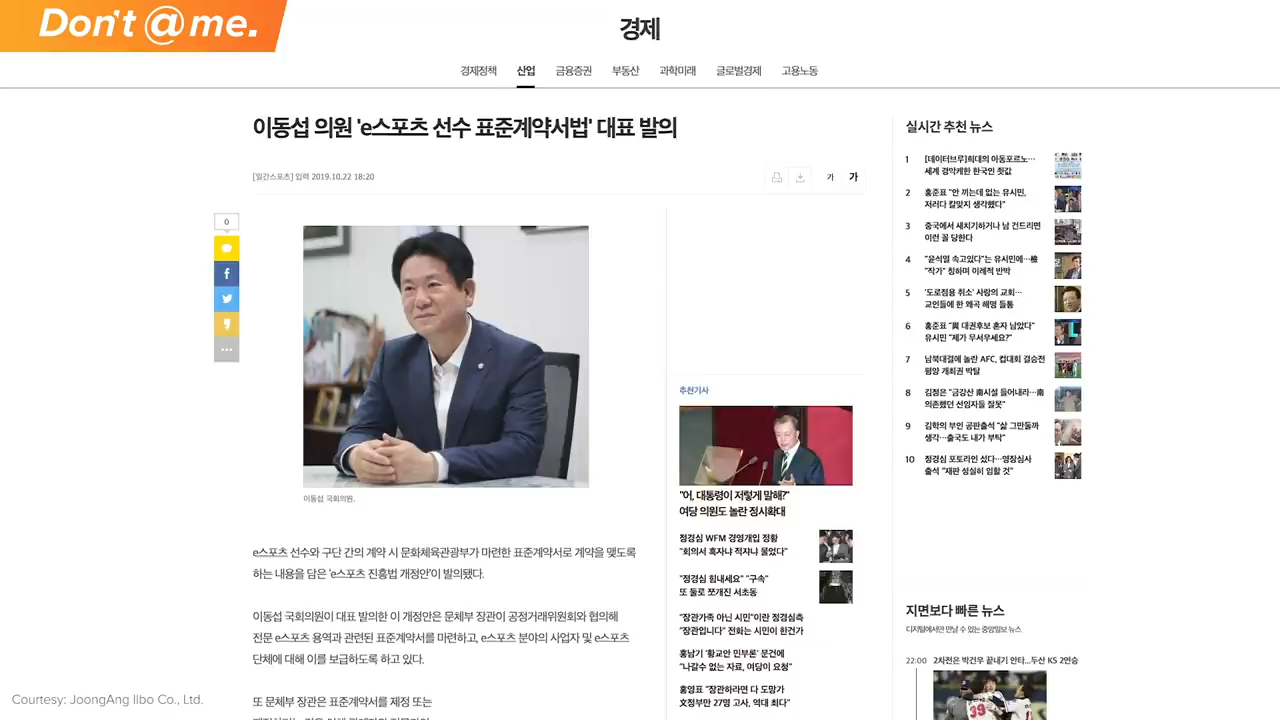 Don't @ me.
경제
경제정책 산업 금융증권 부동산 과학미래 글로벌경제 고용노동
이동섭 의원 'e스포츠 선수 표준계약서법' 대표 발의
[일간스포츠] 입력 2019.10.22 18:20
가 가
0
이동섭 국회의원.
e스포츠 선수와 구단 간의 계약 시 문화체육관광부가 마련한 표준계약서로 계약을 맺도록
하는 내용을 담은 'e스포츠 진흥법 개정안'이 발의됐다.
이동섭 국회의원이 대표 발의한 이 개정안은 문체부 장관이 공정거래위원회와 협의해
전문 e스포츠 용역과 관련된 표준계약서를 마련하고, e스포츠 분야의 사업자 및 e스포츠
단체에 대해 이를 보급하도록 하고 있다.
또 문체부 장관은 표준계약서를 제정 또는
추천기사
"어, 대통령이 저렇게 말해?"
여당 의원도 놀란 정시확대
정경심 WFM 경영개입 정황
"회의서 흑자냐 적자냐 물었다"
"정경심 힘내세요" "구속"
또 둘로 쪼개진 서초동
"장관가족 아닌 시민"이란 정경심측
"장관입니다" 전화는 시민이 한건가
홍남기 '황교안 민부론' 문건에
"나갈수 없는 자료, 여당이 요청"
홍영표 "장관하라면 다 도망가
文정부만 27명 고사, 역대 최다"
실시간 추천 뉴스
1 [데이터브루]희대의 아동포르노…
세계 경악케한 한국인 죗값
2 홍준표 "안 끼는데 없는 유시민,
저러다 칼맞지 생각했다"
3 중국에서 새치기하거나 남 건드리면
이런 꼴 당한다
4 "윤석열 속고있다"는 유시민에…檢
"작가" 칭하며 이례적 반박
5 '도로점용 취소' 사랑의 교회…
교인들에 한 왜곡 해명 들통
6 홍준표 "與 대권후보 혼자 남았다"
유시민 "제가 무서우세요?"
7 남북대결에 놀란 AFC, 컵대회 결승전
평양 개최권 박탈
8 김정은 "금강산 南시설 들어내라…南
의존했던 선임자들 잘못"
9 김학의 부인 공판출석 "삶 그만둘까
생각…출국도 내가 부탁"
10 정경심 포토라인 섰다…영장심사
출석 "재판 성실히 임할 것"
지면보다 빠른 뉴스
디지털에서만 만날 수 있는 중앙일보 뉴스
22:00 2차전은 박건우 끝내기 안타...두산 KS 2연승
33
Courtesy: JoongAng Ilbo Co., Ltd.